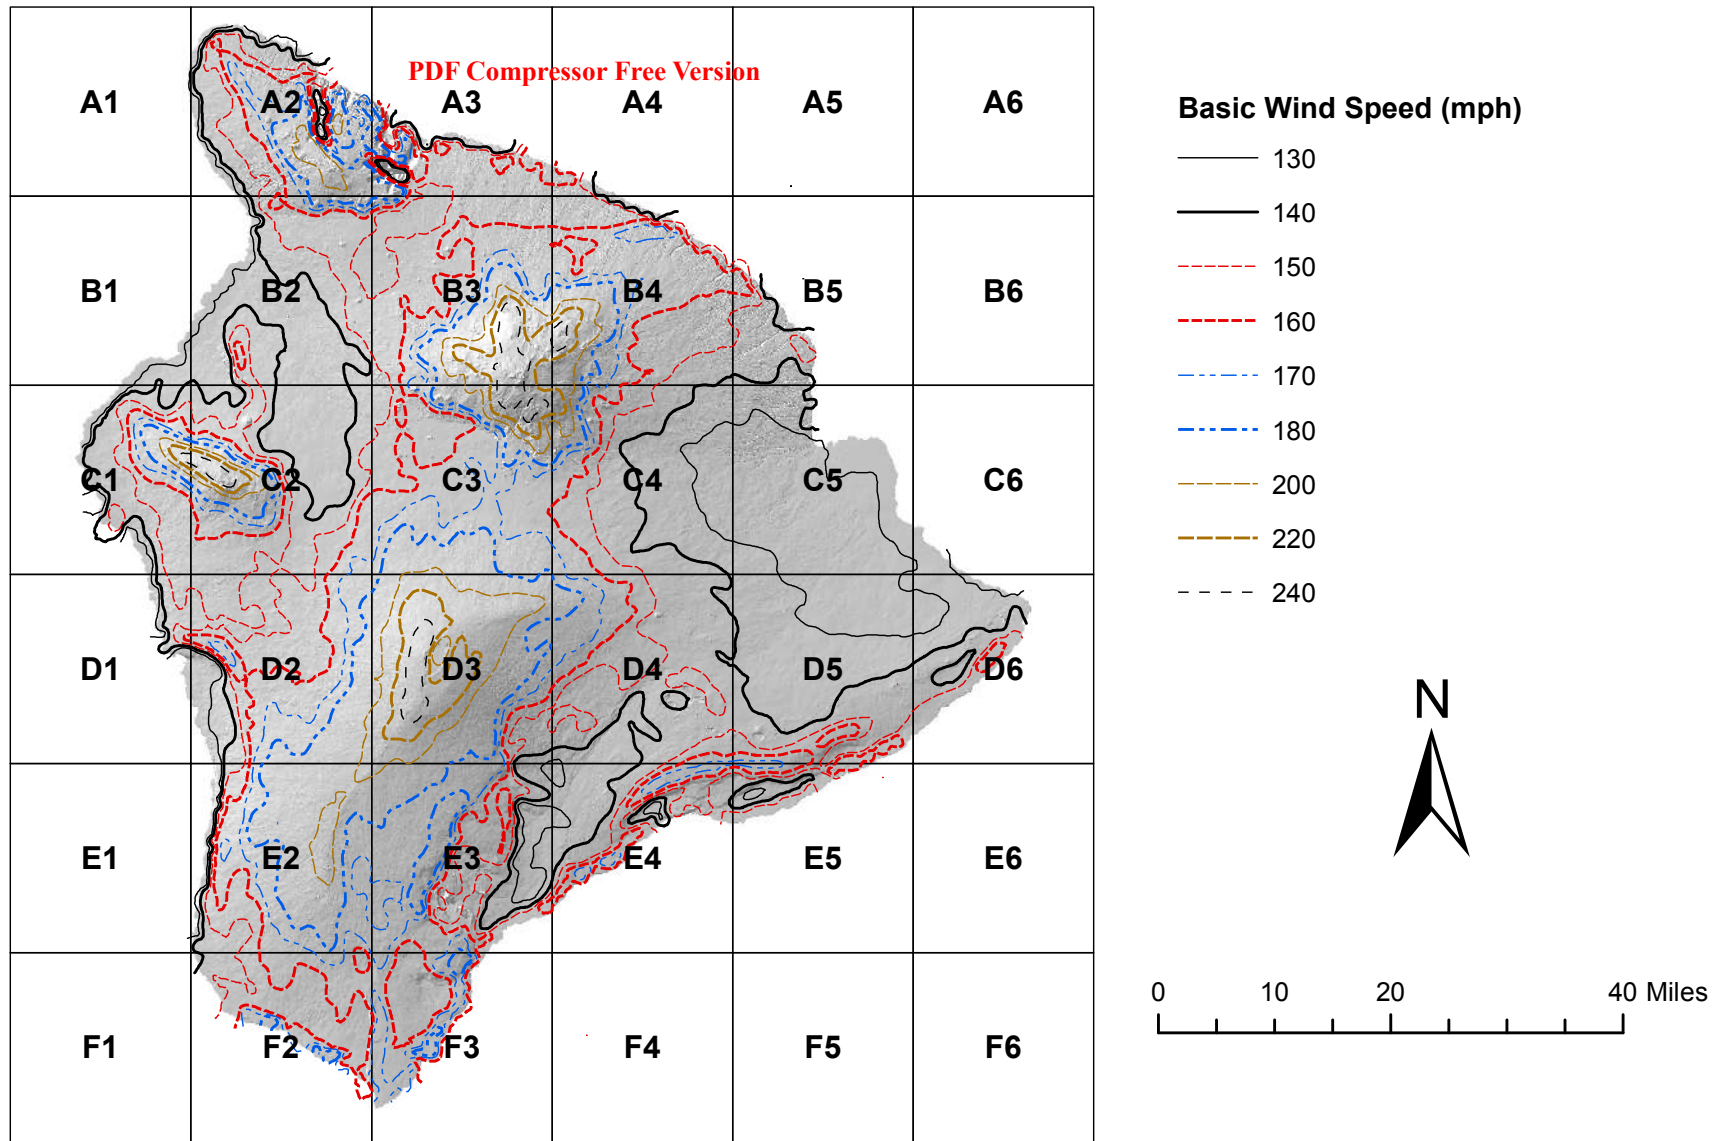 PDF Compressor Free Version
A1 A2 A3 A4 A5 A6
B1 B2 B3 B4 B5 B6
C1 C2 C3 C4 C5 C6
D1 D2 D3 D4 D5 D6
E1 E2 E3 E4 E5 E6
F1 F2 F3 F4 F5 F6
Basic Wind Speed (mph)
130
140
150
160
170
180
200
220
240
N
0 10 20 40 Miles